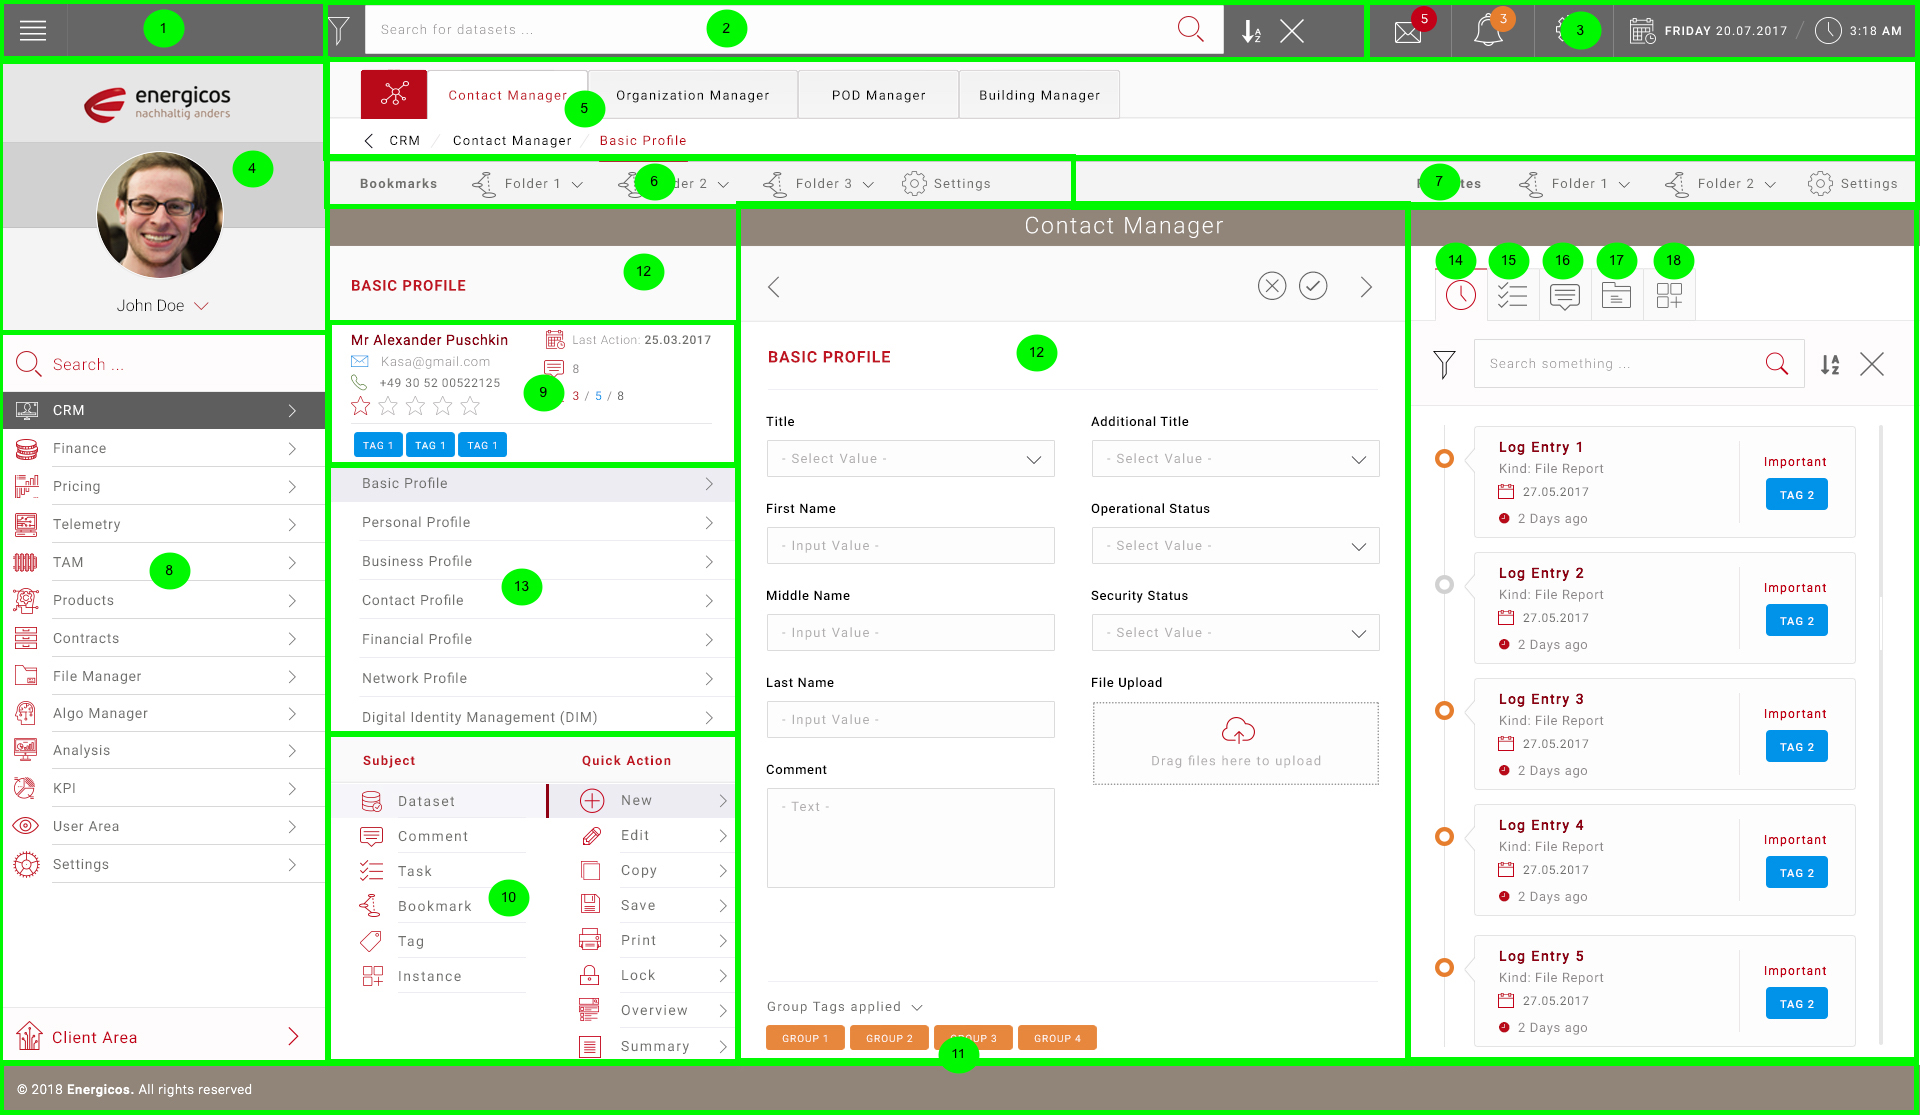 1
2
Search for datasets ...
5
3
3
FRIDAY 20.07.2017 / 3:18 AM
energicos
nachhaltig anders
4
John Doe
Contact Manager
5
Organization Manager
POD Manager
Building Manager
CRM / Contact Manager / Basic Profile
Bookmarks
Folder 1
6
der 2
Folder 3
Settings
7
tes
Folder 1
Folder 2
Settings
Contact Manager
Search ...
CRM
Finance
Pricing
Telemetry
TAM
8
Products
Contracts
File Manager
Algo Manager
Analysis
KPI
User Area
Settings
Client Area
BASIC PROFILE
12
Mr Alexander Puschkin
Kasa@gmail.com
+49 30 52 00522125
Last Action: 25.03.2017
8
9
3 / 5 / 8
TAG 1
TAG 1
TAG 1
Basic Profile
Personal Profile
Business Profile
13
Contact Profile
Financial Profile
Network Profile
Digital Identity Management (DIM)
Subject
Dataset
Comment
Task
10
Bookmark
Tag
Instance
Quick Action
New
Edit
Copy
Save
Print
Lock
Overview
Summary
BASIC PROFILE
12
Title
- Select Value -
Additional Title
- Select Value -
First Name
- Input Value -
Operational Status
- Select Value -
Middle Name
- Input Value -
Security Status
- Select Value -
Last Name
- Input Value -
File Upload
Drag files here to upload
Comment
- Text -
Group Tags applied
GROUP 1
GROUP 2
GROUP 3
GROUP 4
11
14
15
16
17
18
Search something ...
Log Entry 1
Kind: File Report
27.05.2017
2 Days ago
Important
TAG 2
Log Entry 2
Kind: File Report
27.05.2017
2 Days ago
Important
TAG 2
Log Entry 3
Kind: File Report
27.05.2017
2 Days ago
Important
TAG 2
Log Entry 4
Kind: File Report
27.05.2017
2 Days ago
Important
TAG 2
Log Entry 5
Kind: File Report
27.05.2017
2 Days ago
Important
TAG 2
© 2018 Energicos. All rights reserved